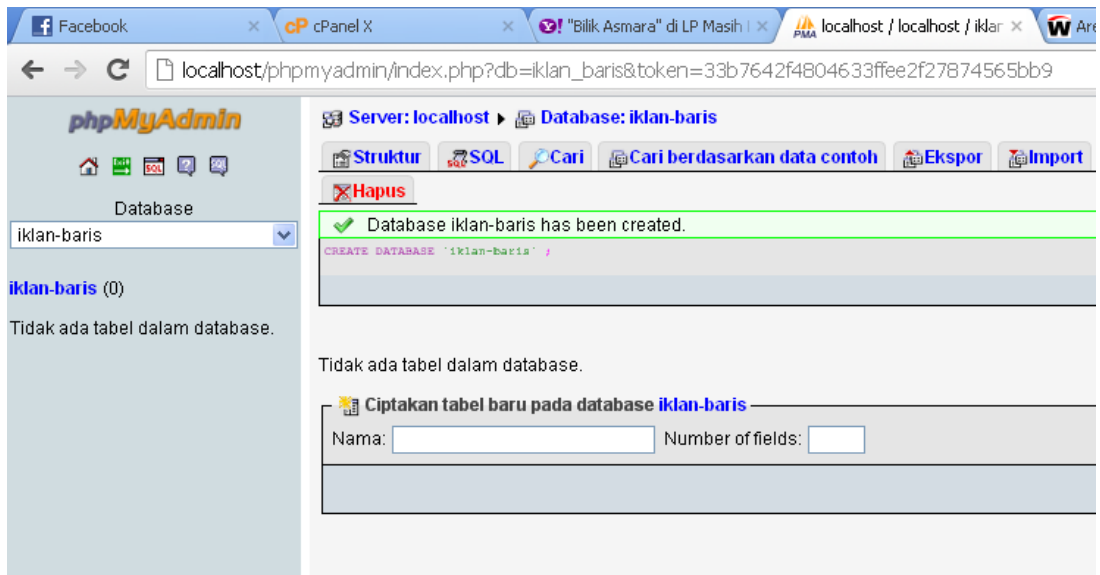 Facebook
cPanel X
"Bilik Asmara" di LP Masih
localhost / localhost / iklan
localhost/phpmyadmin/index.php?db=iklan_baris&token=33b7642f4804633ffee2f27874565bb9
phpMyAdmin
Server: localhost ▸ Database: iklan-baris
Struktur SQL Cari Cari berdasarkan data contoh Ekspor Import
Hapus
Database
iklan-baris
Database iklan-baris has been created.
CREATE DATABASE `iklan-baris` ;
iklan-baris (0)
Tidak ada tabel dalam database.
Tidak ada tabel dalam database.
Ciptakan tabel baru pada database iklan-baris
Nama: Number of fields: